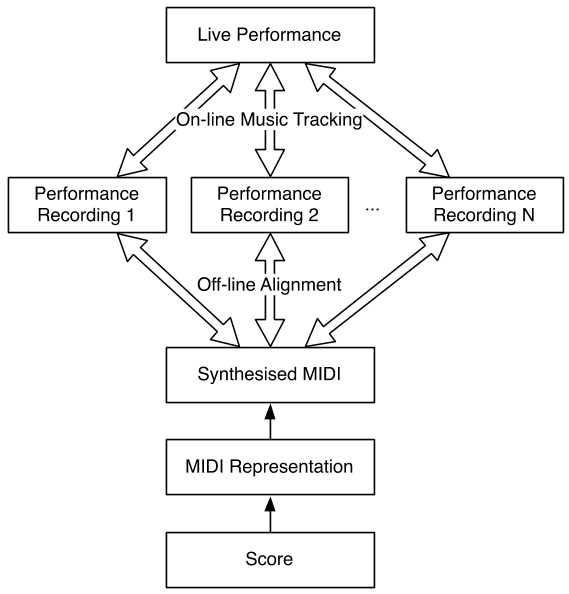 Live Performance
On-line Music Tracking
Performance
Recording 1
Performance
Recording 2
...
Performance
Recording N
Off-line Alignment
Synthesised MIDI
MIDI Representation
Score